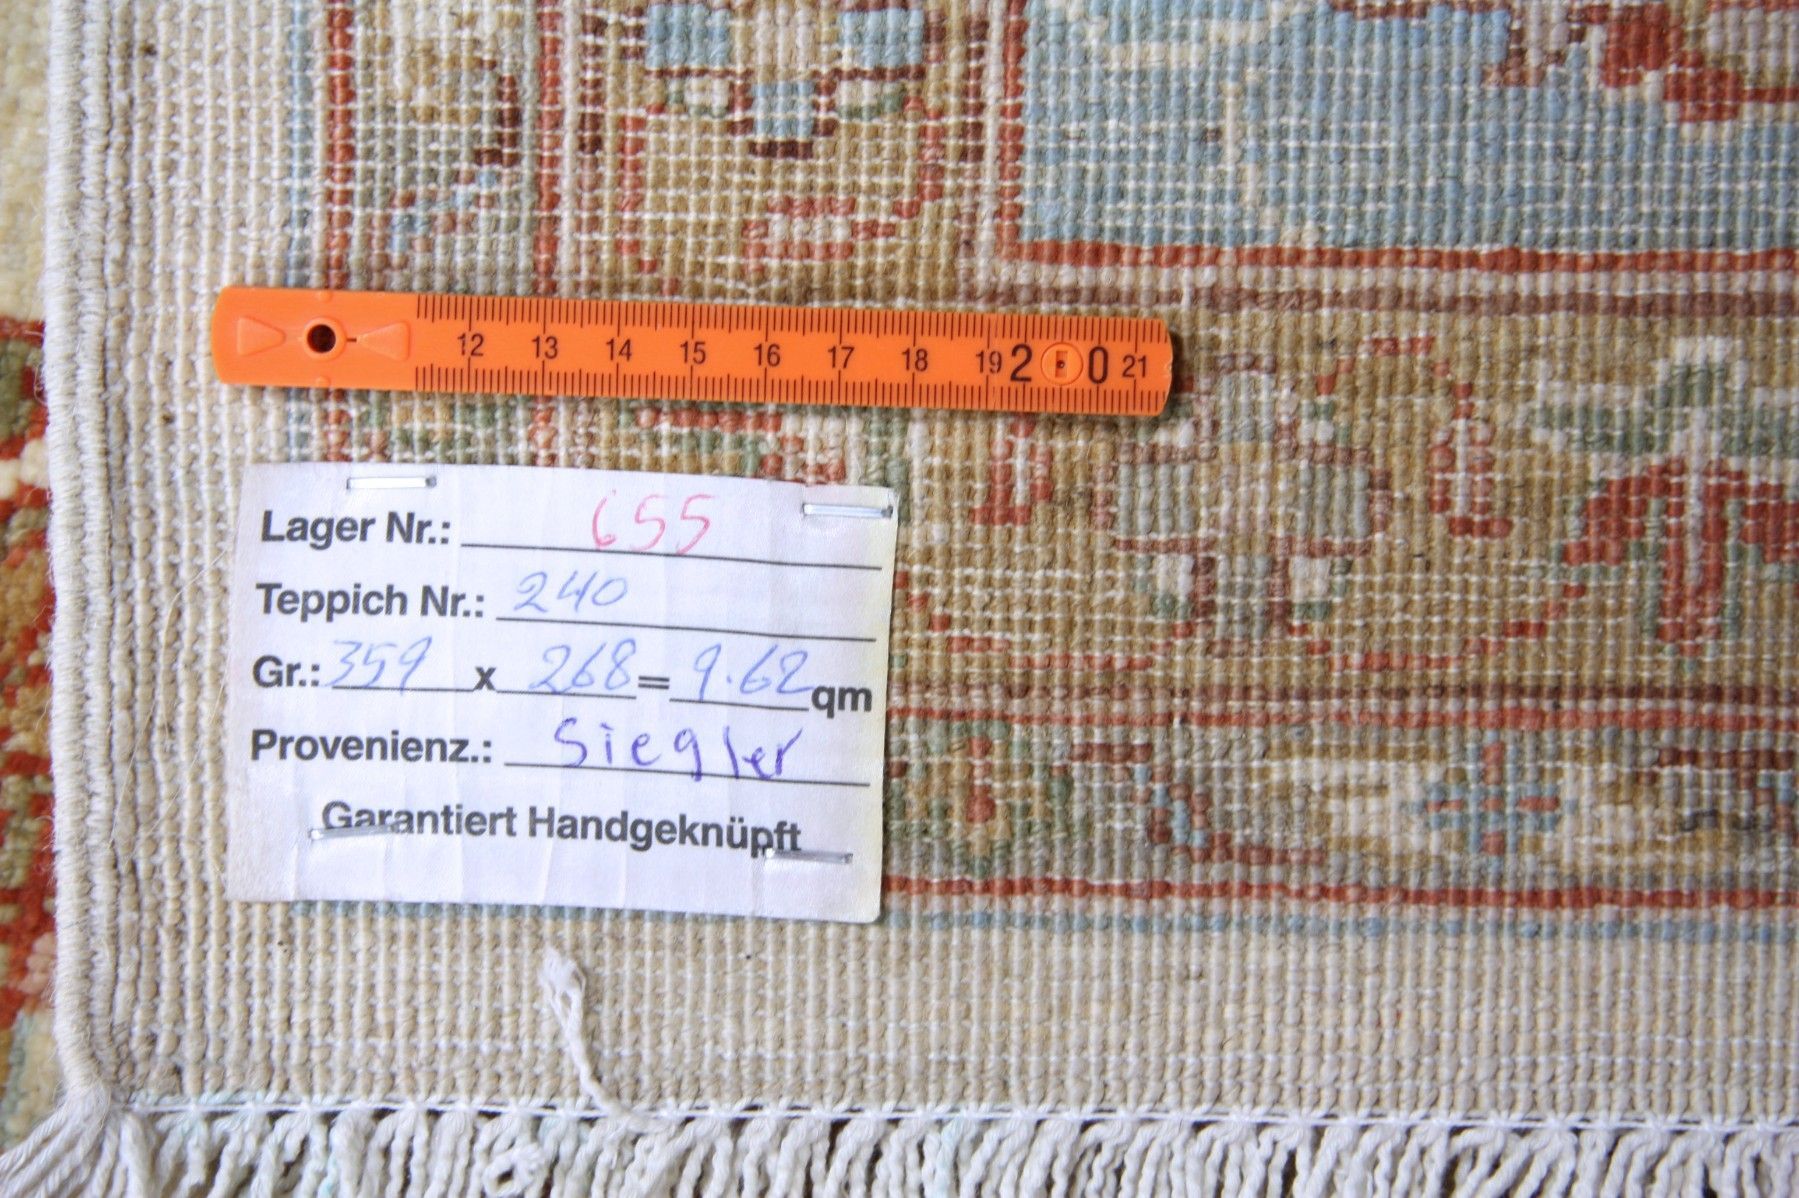 12 13 14 15 16 17 18 19 20 21
Lager Nr.: 655
Teppich Nr.: 240
Gr.: 359 x 268 = 9.62 qm
Provenienz.: Siegler
Garantiert Handgeknüpft